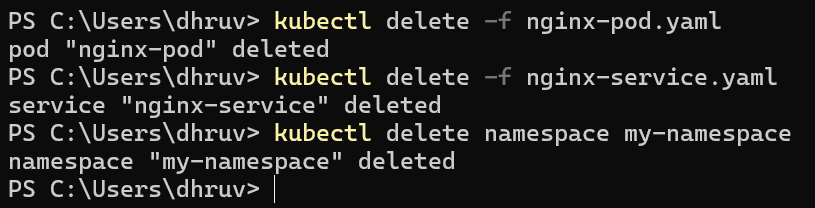 PS C:\Users\dhruv> kubectl delete -f nginx-pod.yaml
pod "nginx-pod" deleted
PS C:\Users\dhruv> kubectl delete -f nginx-service.yaml
service "nginx-service" deleted
PS C:\Users\dhruv> kubectl delete namespace my-namespace
namespace "my-namespace" deleted
PS C:\Users\dhruv>